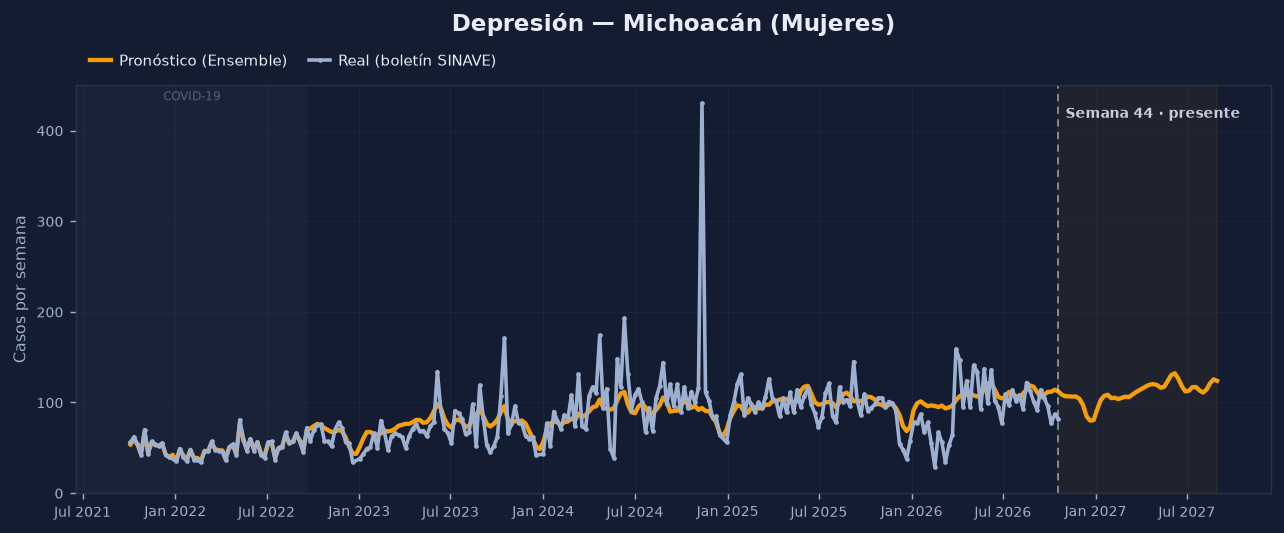 Depresión — Michoacán (Mujeres)
Pronóstico (Ensemble) Real (boletín SINAVE)
COVID-19
Semana 44 · presente
Casos por semana
400
300
200
100
0
Jul 2021 Jan 2022 Jul 2022 Jan 2023 Jul 2023 Jan 2024 Jul 2024 Jan 2025 Jul 2025 Jan 2026 Jul 2026 Jan 2027 Jul 2027